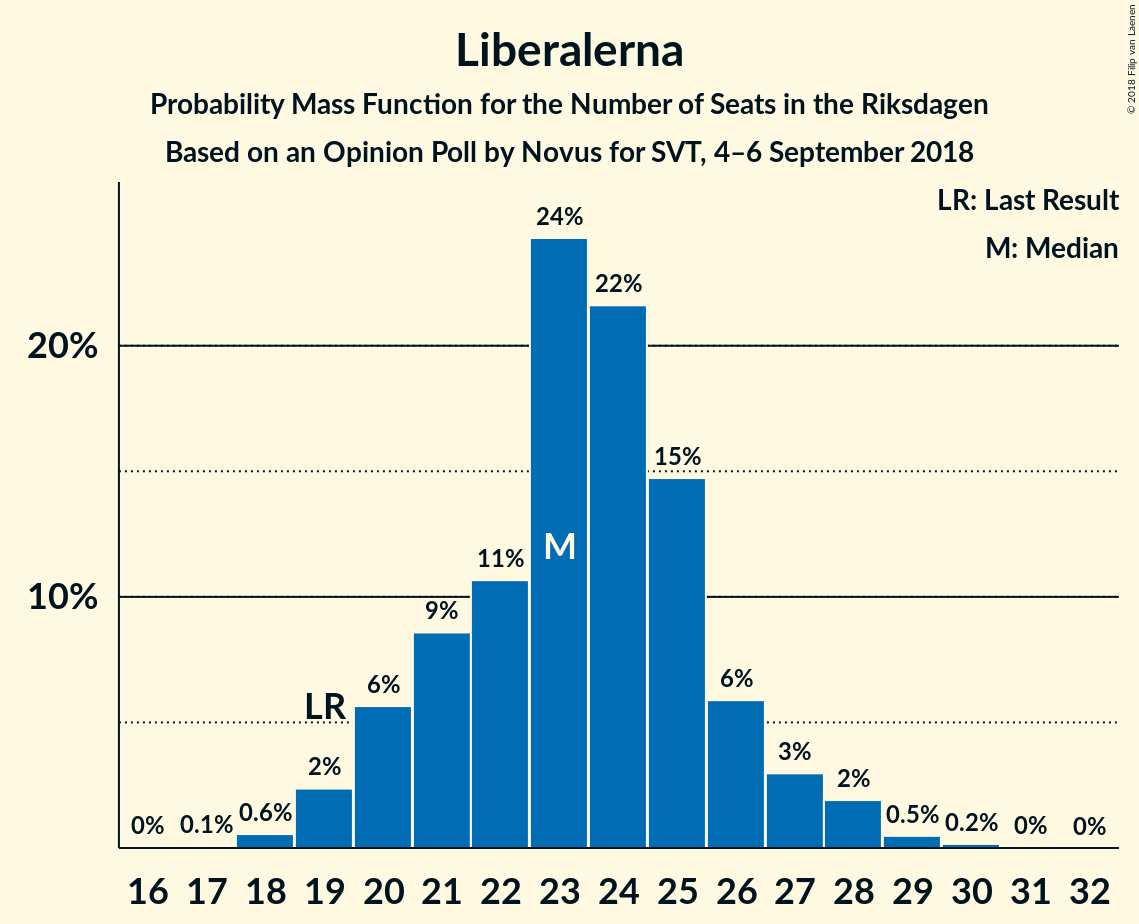 Liberalerna
Probability Mass Function for the Number of Seats in the Riksdagen
Based on an Opinion Poll by Novus for SVT, 4–6 September 2018
© 2018 Filip van Laenen
LR: Last Result
M: Median
20%
10%
0%
0.1%
0.6%
2%
LR
6%
9%
11%
24%
M
22%
15%
6%
3%
2%
0.5%
0.2%
0%
0%
16 17 18 19 20 21 22 23 24 25 26 27 28 29 30 31 32